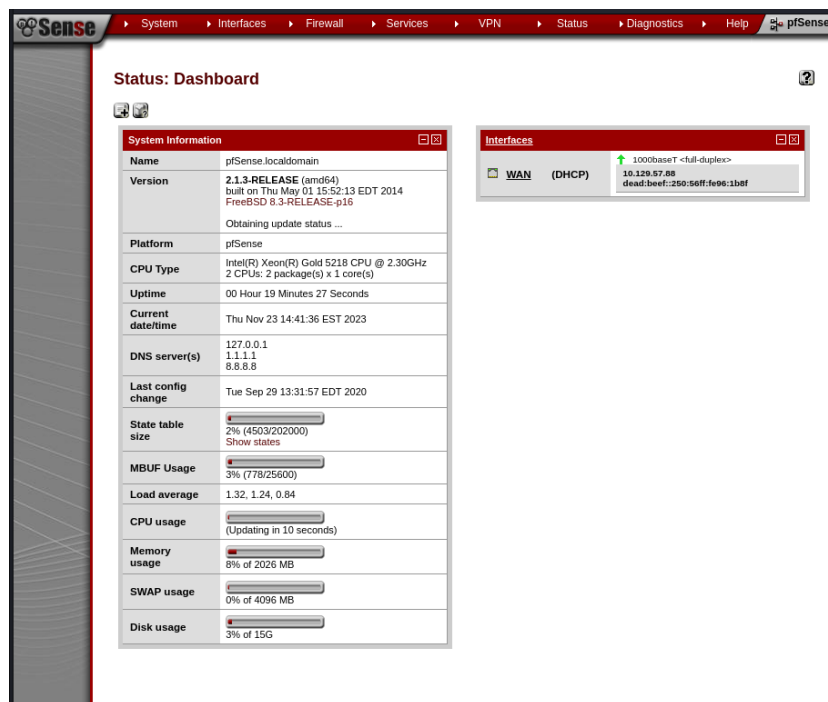 Sense
System
Interfaces
Firewall
Services
VPN
Status
Diagnostics
Help
pfSense
Status: Dashboard
System Information
Name pfSense.localdomain
Version 2.1.3-RELEASE (amd64)
built on Thu May 01 15:52:13 EDT 2014
FreeBSD 8.3-RELEASE-p16
Obtaining update status ...
Platform pfSense
CPU Type Intel(R) Xeon(R) Gold 5218 CPU @ 2.30GHz
2 CPUs: 2 package(s) x 1 core(s)
Uptime 00 Hour 19 Minutes 27 Seconds
Current
date/time Thu Nov 23 14:41:36 EST 2023
DNS server(s) 127.0.0.1
1.1.1.1
8.8.8.8
Last config
change Tue Sep 29 13:31:57 EDT 2020
State table
size 2% (4503/202000)
Show states
MBUF Usage 3% (778/25600)
Load average 1.32, 1.24, 0.84
CPU usage (Updating in 10 seconds)
Memory
usage 8% of 2026 MB
SWAP usage 0% of 4096 MB
Disk usage 3% of 15G
Interfaces
WAN (DHCP) 1000baseT <full-duplex>
10.129.57.88
dead:beef::250:56ff:fe96:1b8f